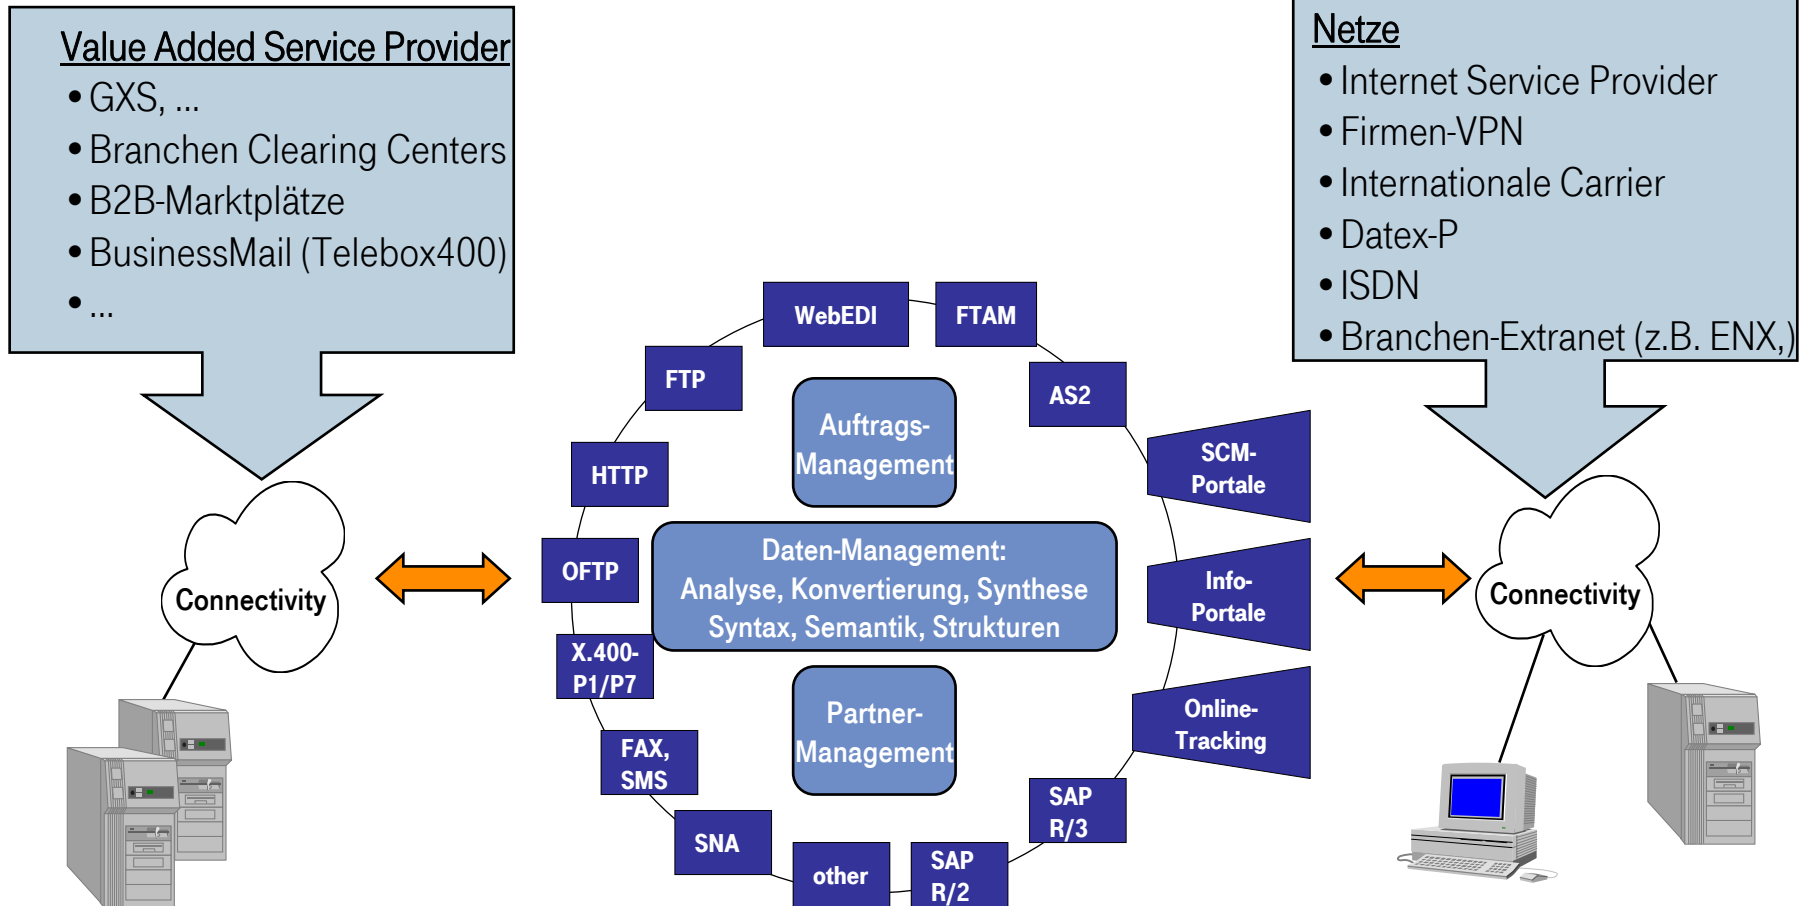 Value Added Service Provider
• GXS, ...
• Branchen Clearing Centers
• B2B-Marktplätze
• BusinessMail (Telebox400)
• ...
Netze
• Internet Service Provider
• Firmen-VPN
• Internationale Carrier
• Datex-P
• ISDN
• Branchen-Extranet (z.B. ENX,)
WebEDI
FTAM
FTP
AS2
HTTP
OFTP
X.400-
P1/P7
FAX,
SMS
SNA
other
SAP
R/2
SAP
R/3
Auftrags-
Management
Daten-Management:
Analyse, Konvertierung, Synthese
Syntax, Semantik, Strukturen
Partner-
Management
SCM-
Portale
Info-
Portale
Online-
Tracking
Connectivity
Connectivity